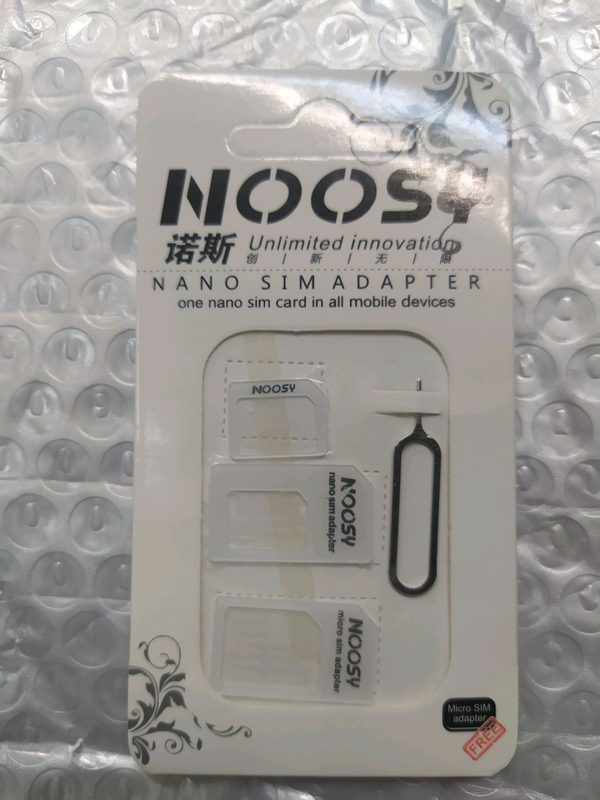 NOOSY
诺斯 Unlimited innovation
创 | 新 | 无 | 限
NANO SIM ADAPTER
one nano sim card in all mobile devices
NOOSY
NOOSY
nano sim adapter
NOOSY
micro sim adapter
Micro SIM
adapter
FREE